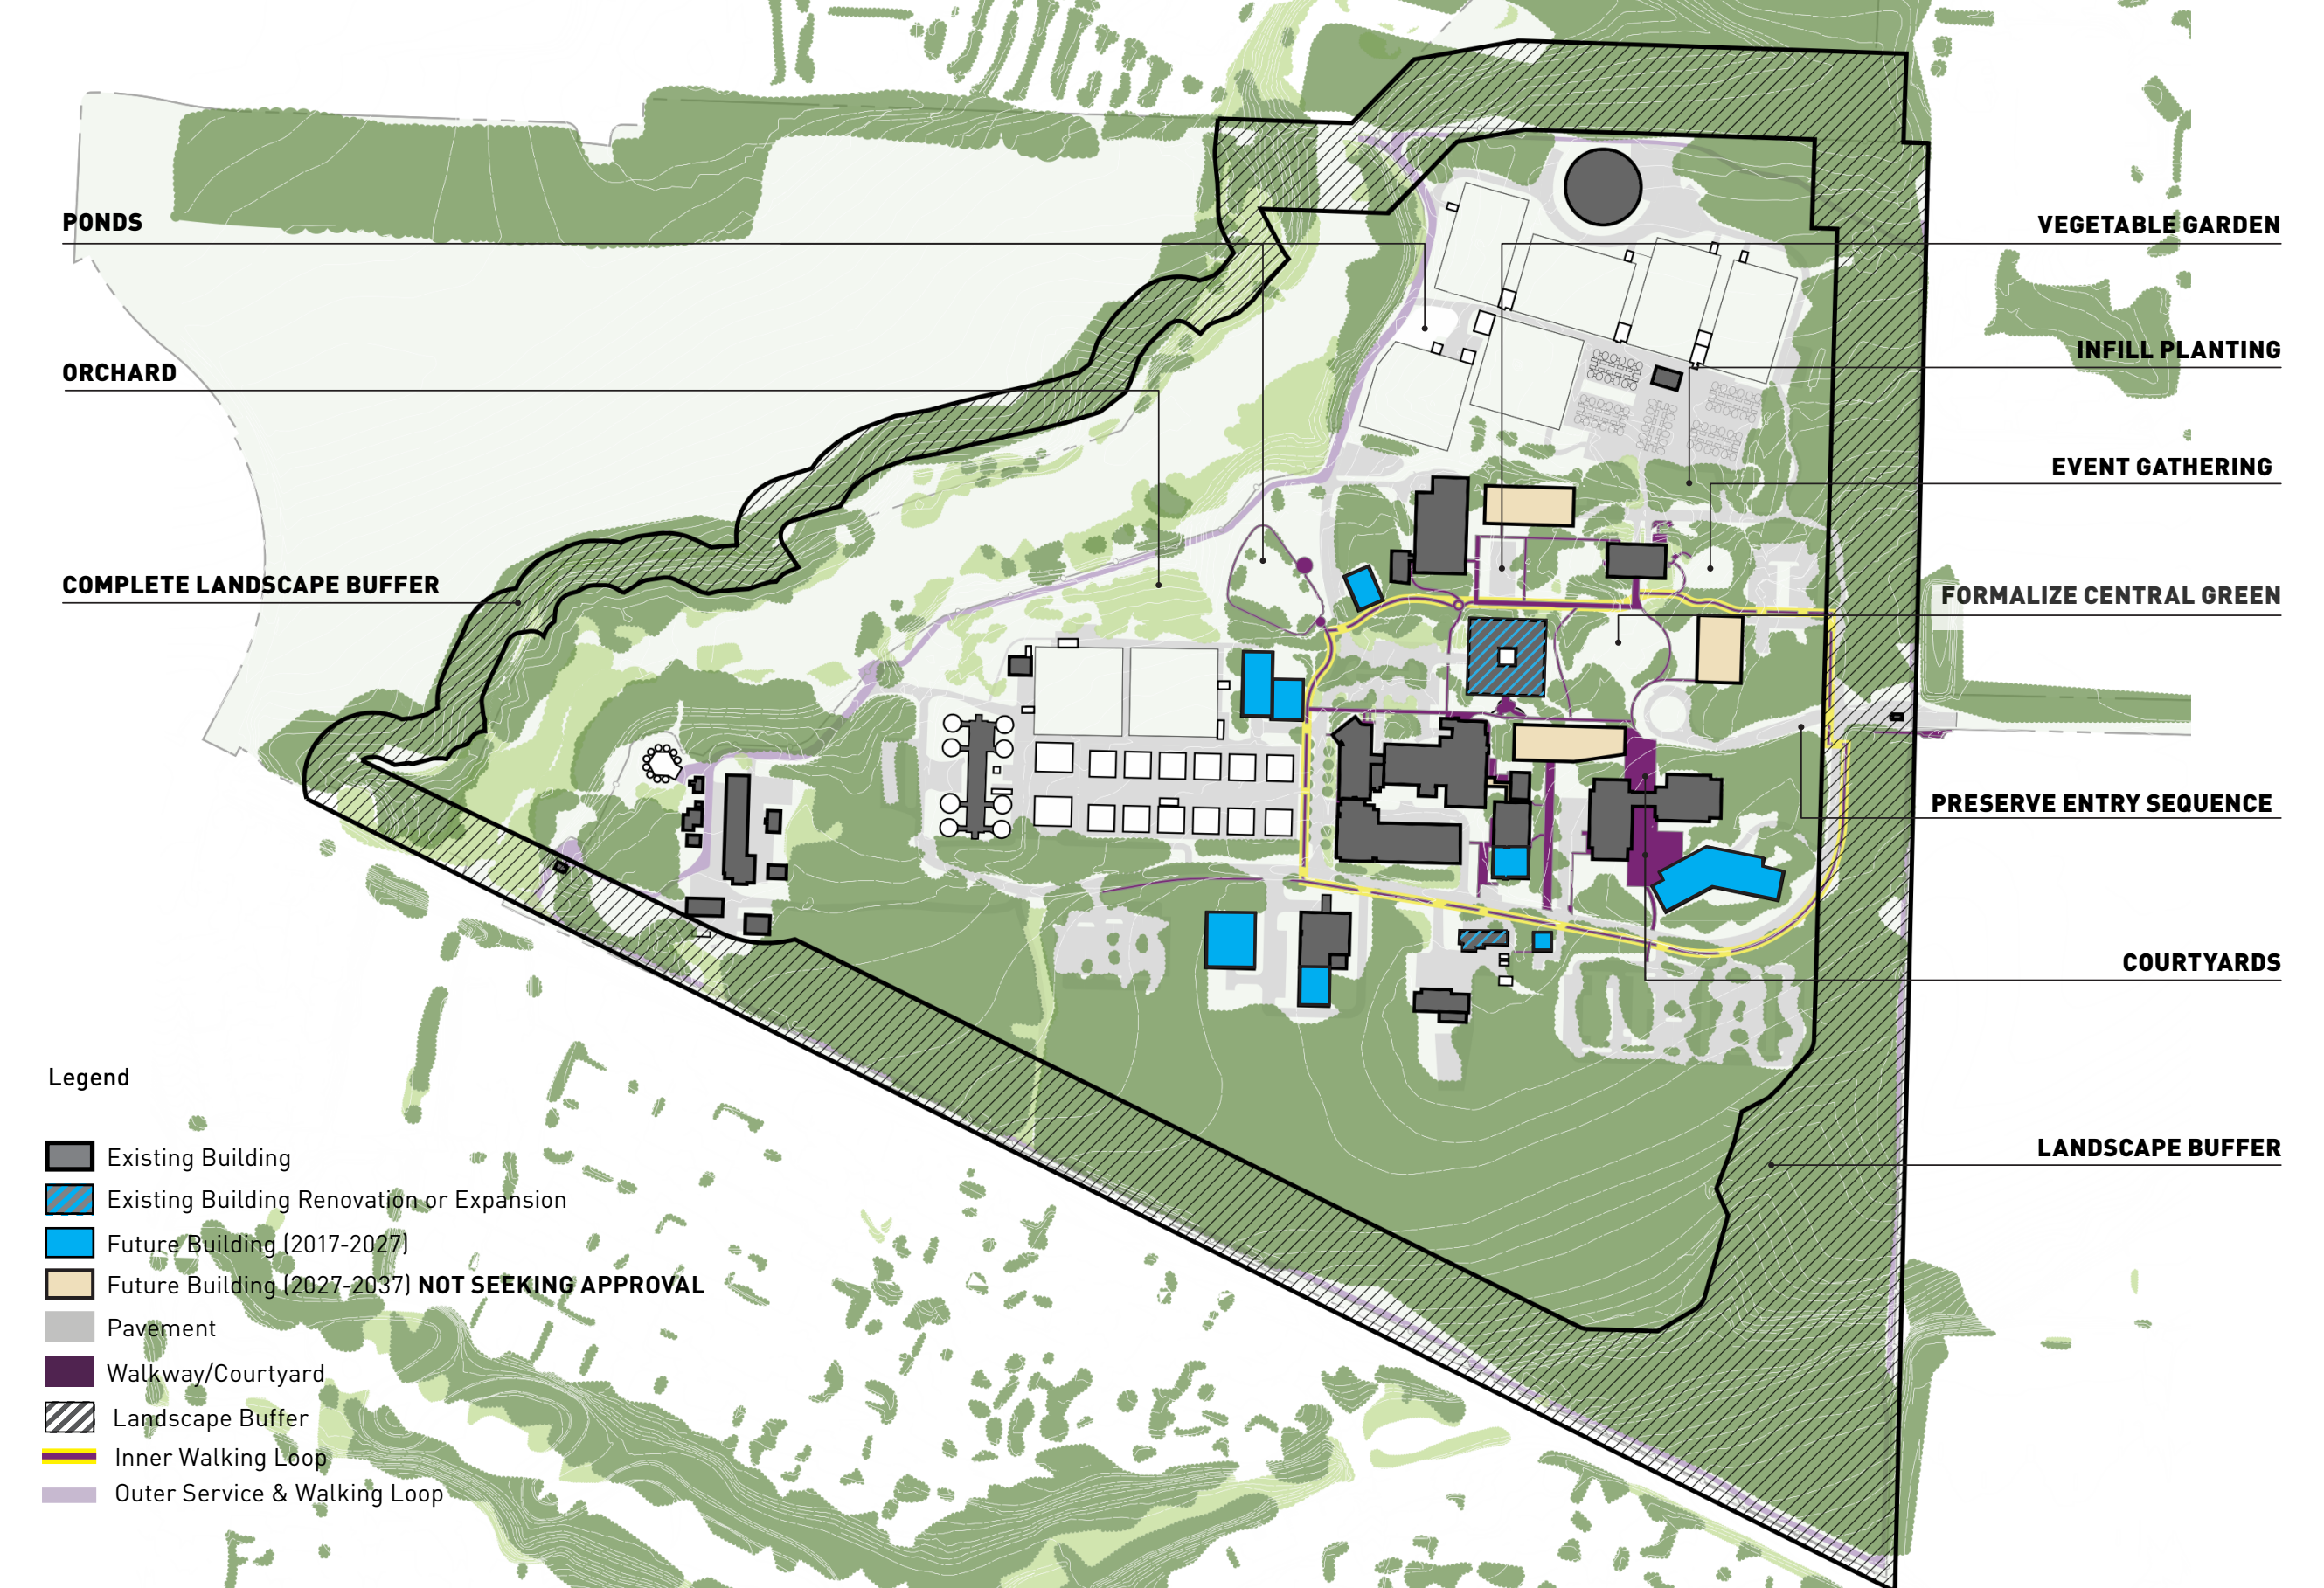 PONDS
ORCHARD
COMPLETE LANDSCAPE BUFFER
VEGETABLE GARDEN
INFILL PLANTING
EVENT GATHERING
FORMALIZE CENTRAL GREEN
PRESERVE ENTRY SEQUENCE
COURTYARDS
LANDSCAPE BUFFER
Legend
Existing Building
Existing Building Renovation or Expansion
Future Building (2017-2027)
Future Building (2027-2037) NOT SEEKING APPROVAL
Pavement
Walkway/Courtyard
Landscape Buffer
Inner Walking Loop
Outer Service & Walking Loop